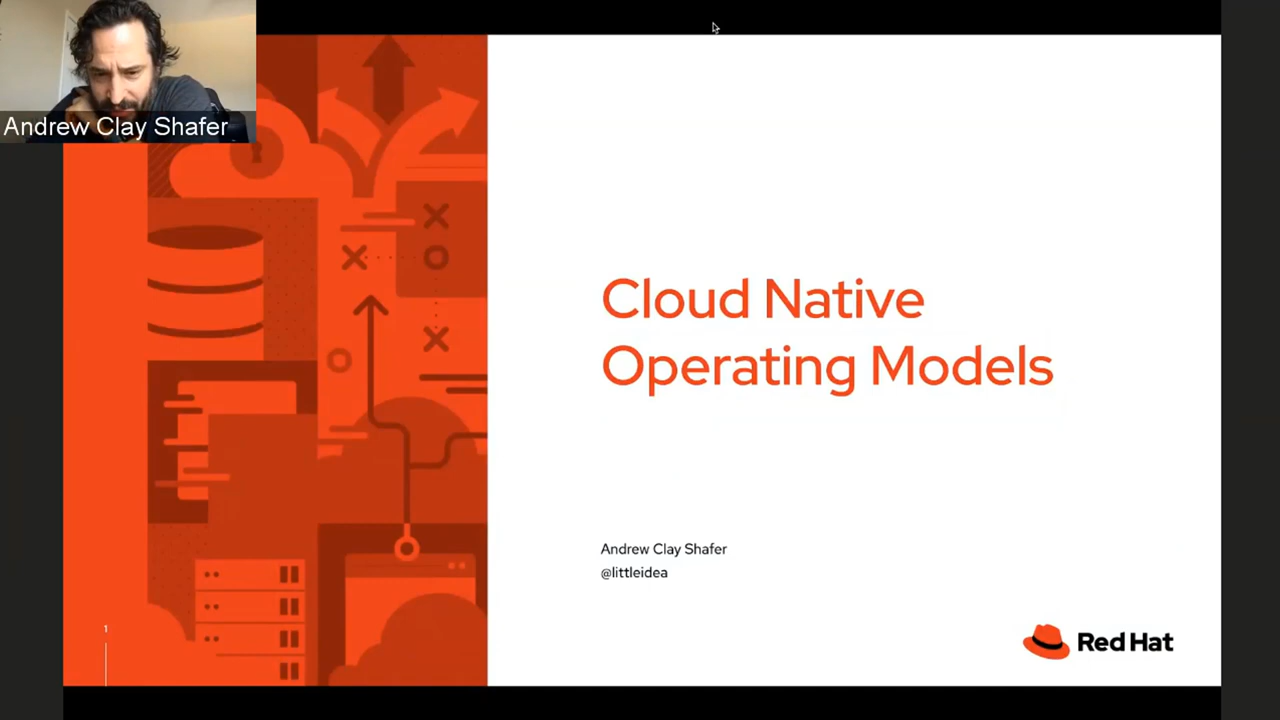 Andrew Clay Shafer
Cloud Native
Operating Models
Andrew Clay Shafer
@littleidea
1
Red Hat